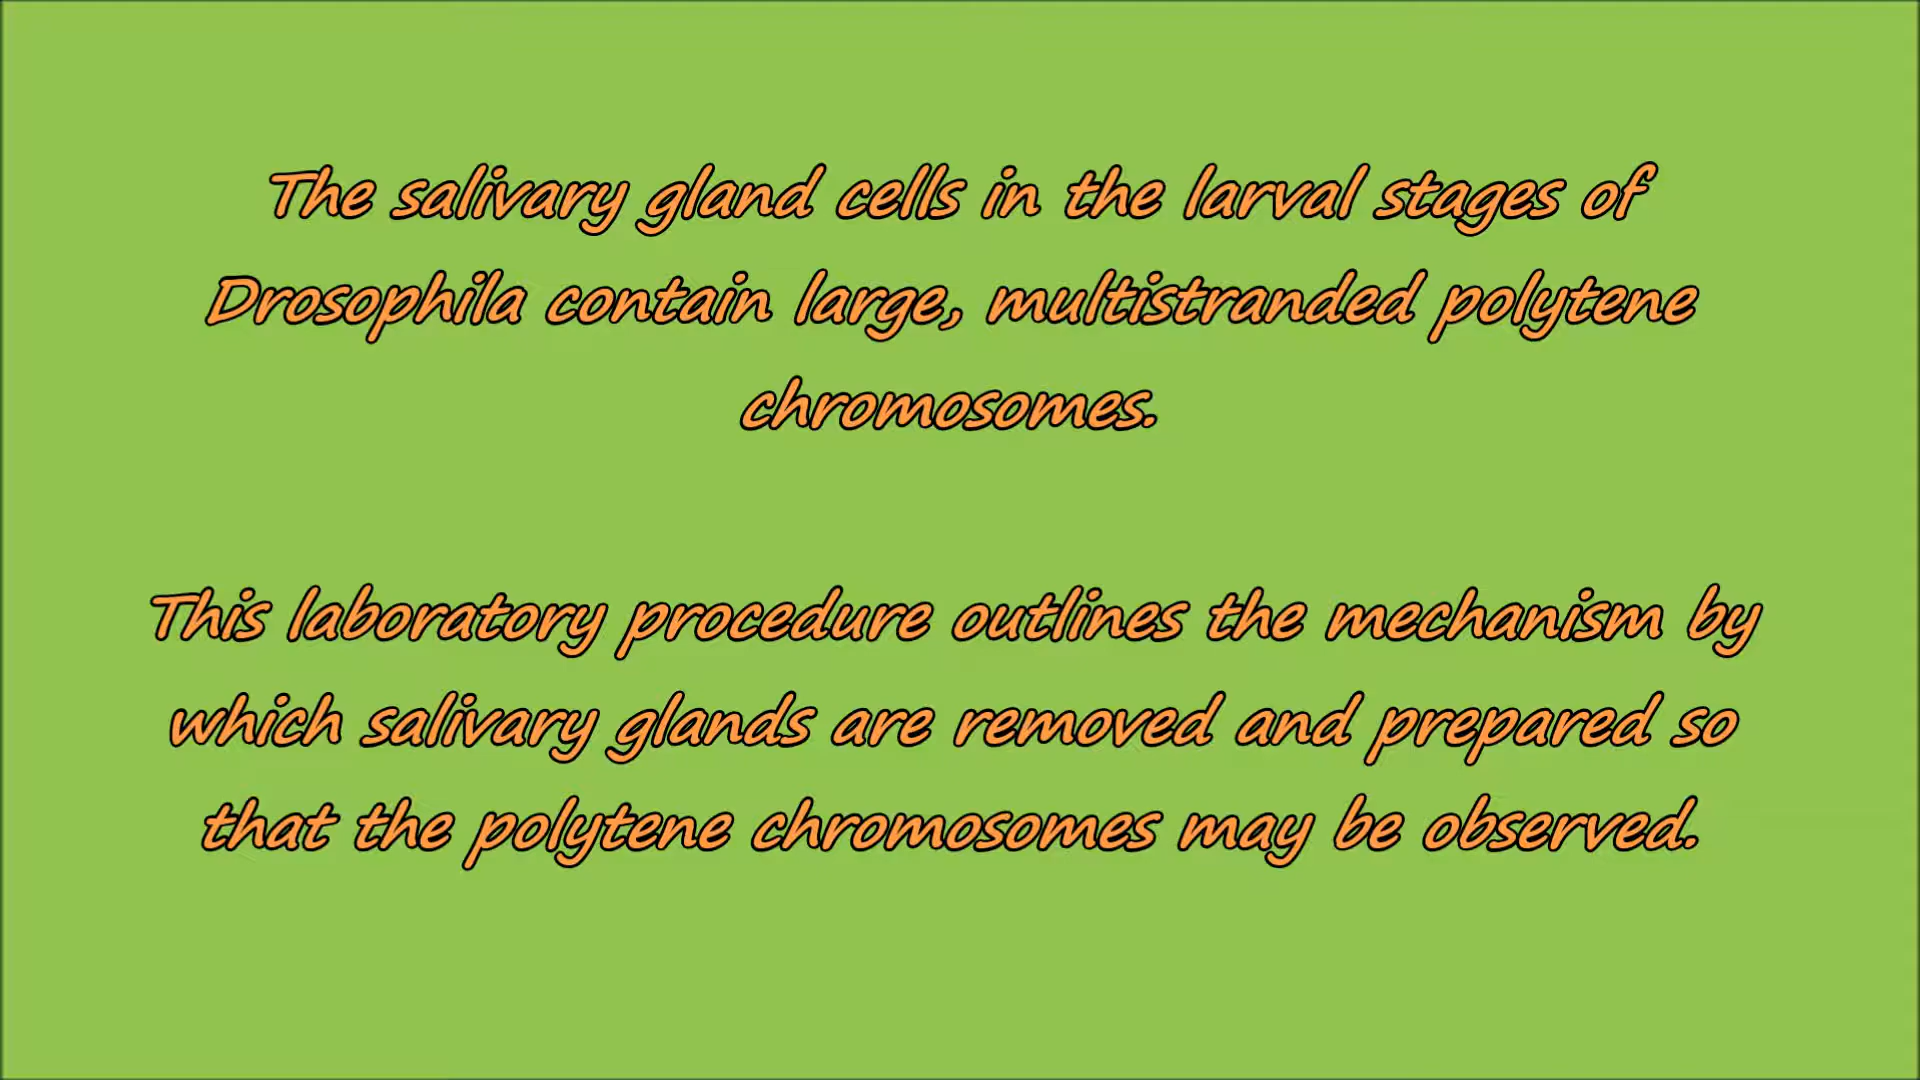 The salivary gland cells in the larval stages of
Drosophila contain large, multistranded polytene
chromosomes.
This laboratory procedure outlines the mechanism by
which salivary glands are removed and prepared so
that the polytene chromosomes may be observed.